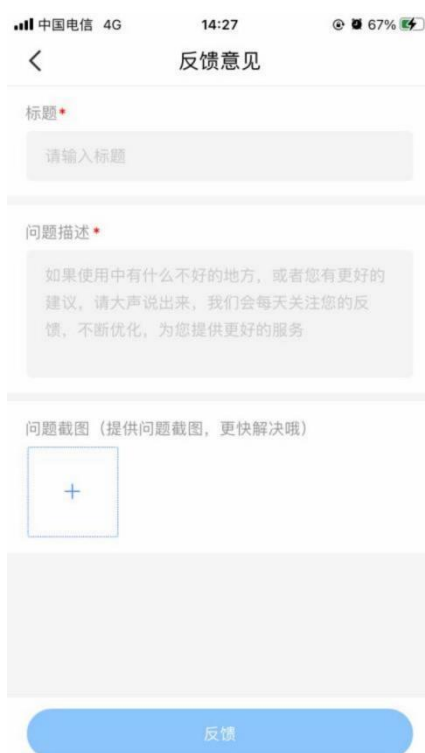 中国电信 4G 14:27 67%
反馈意见
标题*
请输入标题
问题描述*
如果使用中有什么不好的地方，或者您有更好的
建议，请大声说出来，我们会每天关注您的反
馈，不断优化，为您提供更好的服务
问题截图（提供问题截图，更快解决哦）
+
反馈